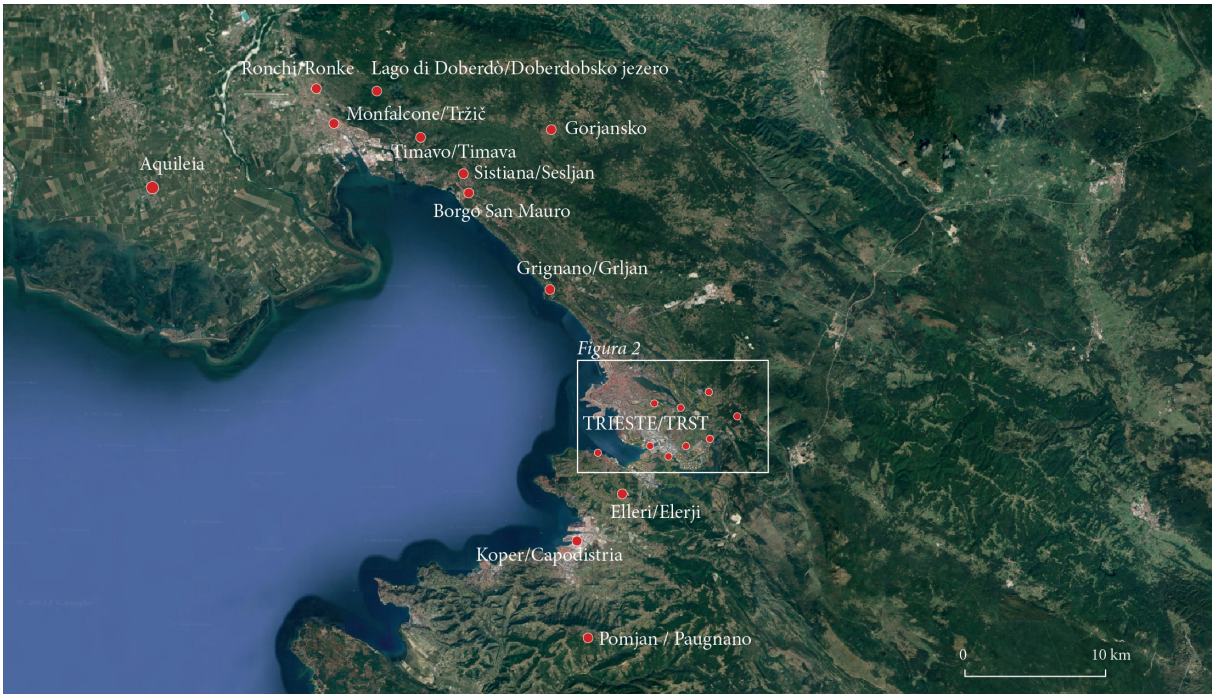 Ronchi/Ronke
Lago di Doberdò/Doberdobsko jezero
Monfalcone/Tržič
Gorjansko
Timavo/Timava
Aquileia
Sistiana/Sesljan
Borgo San Mauro
Grignano/Grljan
Figura 2
TRIESTE/TRST
Elleri/Elerji
Koper/Capodistria
Pomjan / Paugnano
0
10 km